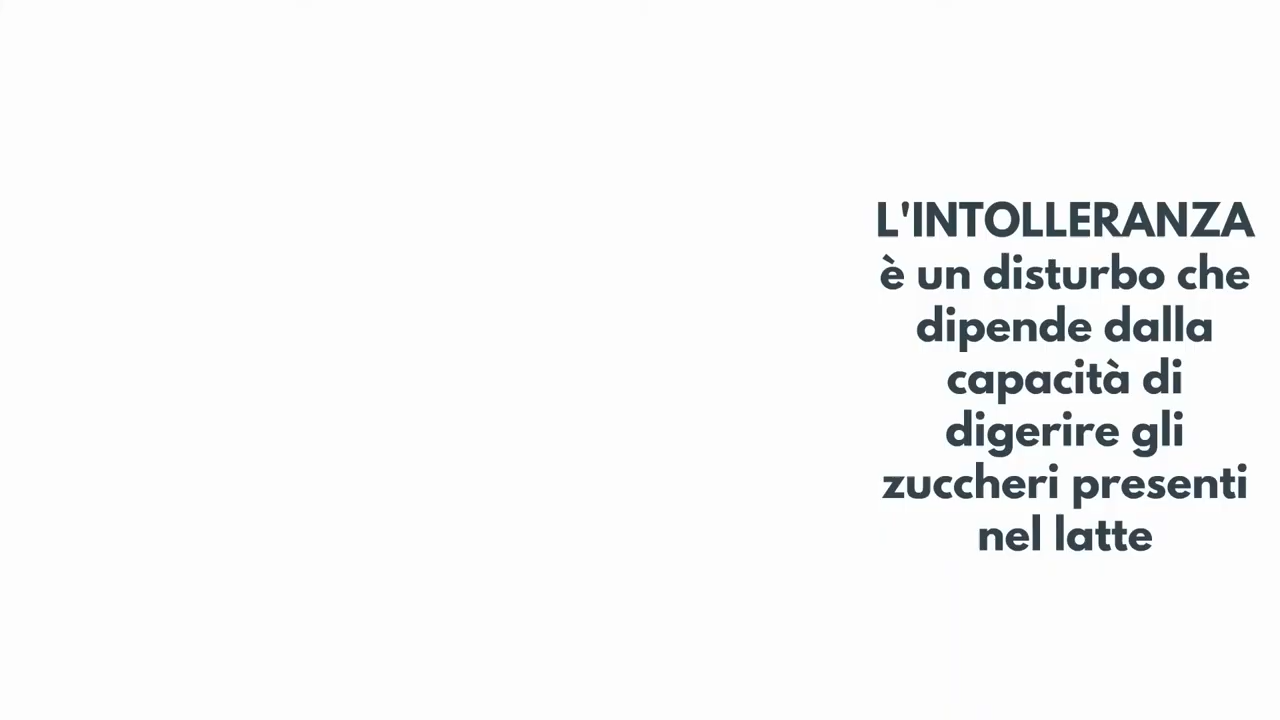 L'INTOLLERANZA
è un disturbo che
dipende dalla
capacità di
digerire gli
zuccheri presenti
nel latte